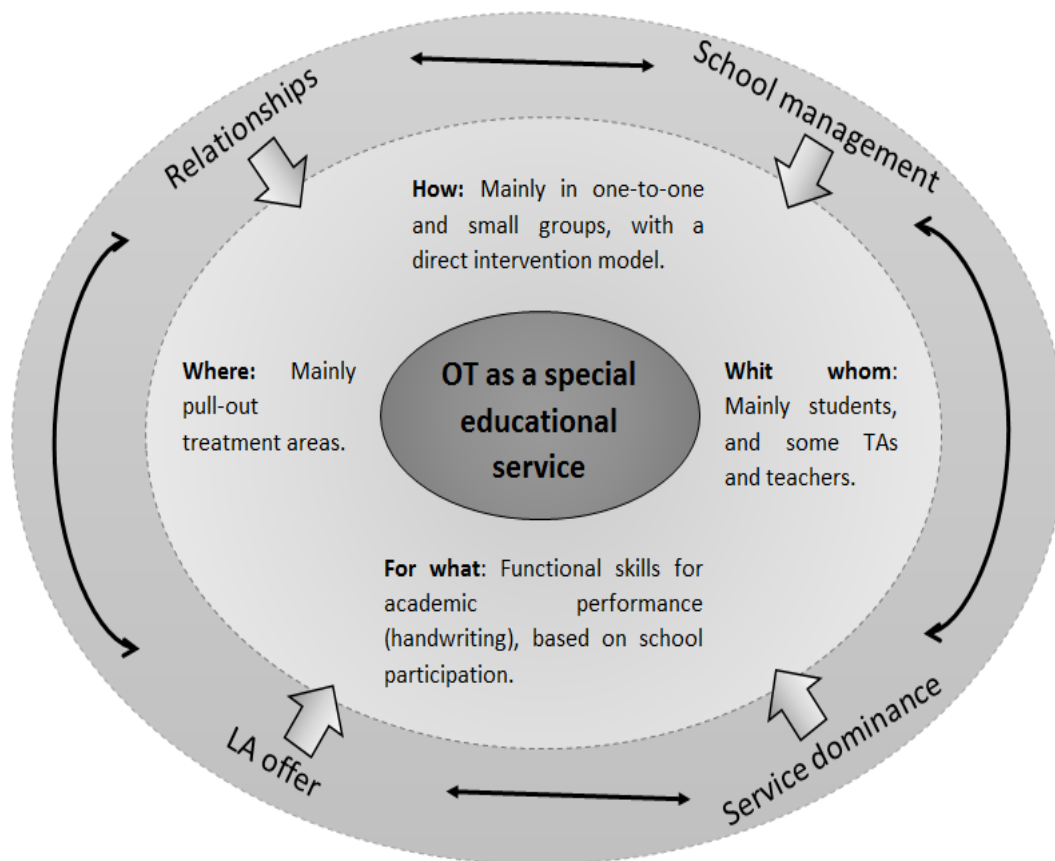 Relationships
School management
How: Mainly in one-to-one
and small groups, with a
direct intervention model.
Where: Mainly
pull-out
treatment areas.
OT as a special
educational
service
Whit whom:
Mainly students,
and some TAs
and teachers.
For what: Functional skills for
academic performance
(handwriting), based on school
participation.
LA offer
Service dominance